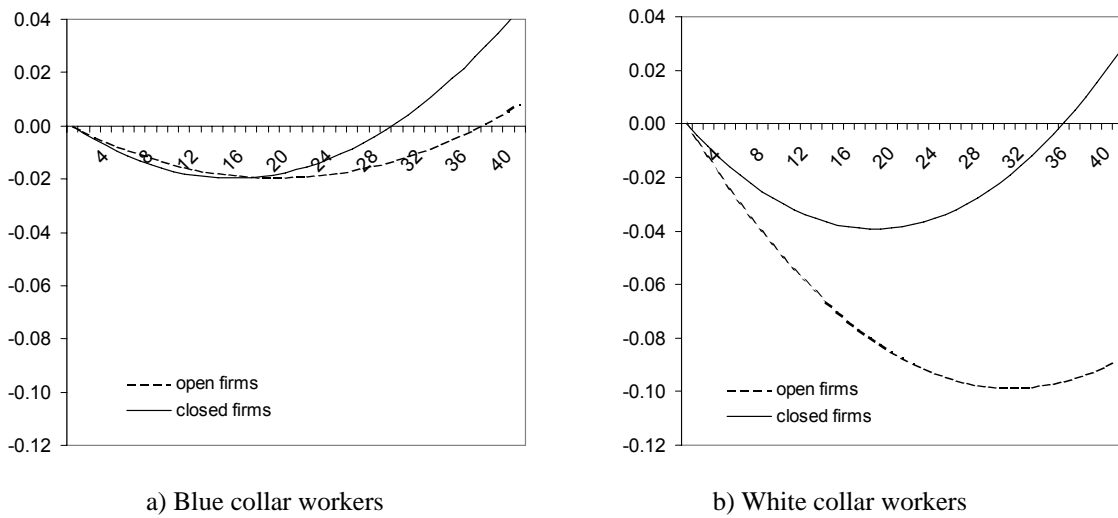 0.04
0.02
0.00
-0.02
-0.04
-0.06
-0.08
-0.10
-0.12
4 8 12 16 20 24 28 32 36 40
open firms
closed firms
a) Blue collar workers
0.04
0.02
0.00
-0.02
-0.04
-0.06
-0.08
-0.10
-0.12
4 8 12 16 20 24 28 32 36 40
open firms
closed firms
b) White collar workers